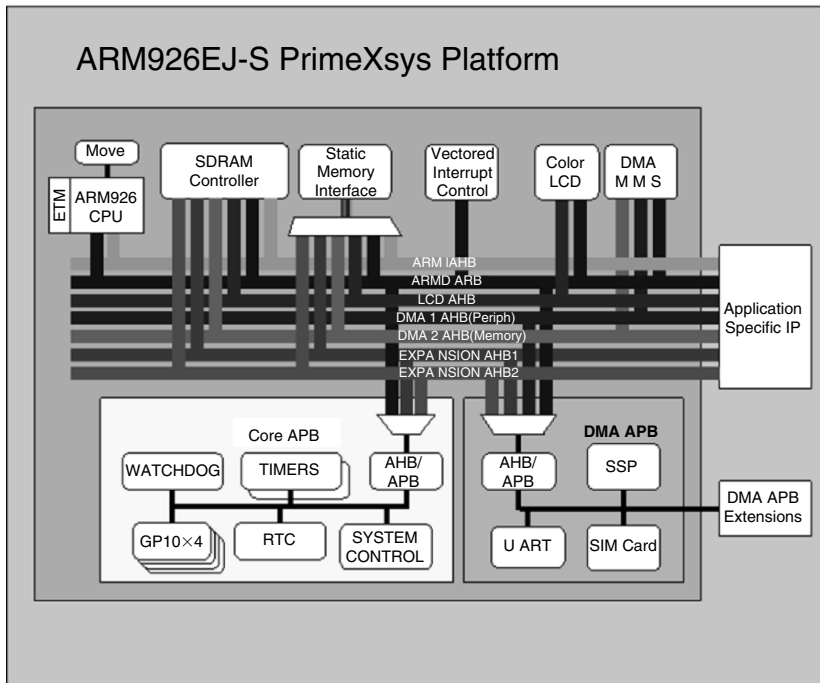 ARM926EJ-S PrimeXsys Platform
Move
ETM
ARM926
CPU
SDRAM
Controller
Static
Memory
Interface
Vectored
Interrupt
Control
Color
LCD
DMA
M M S
ARM IAHB
ARMD ARB
LCD AHB
DMA 1 AHB(Periph)
DMA 2 AHB(Memory)
EXPA NSION AHB1
EXPA NSION AHB2
Application
Specific IP
Core APB
WATCHDOG
TIMERS
AHB/
APB
GP10×4
RTC
SYSTEM
CONTROL
DMA APB
AHB/
APB
SSP
U ART
SIM Card
DMA APB
Extensions